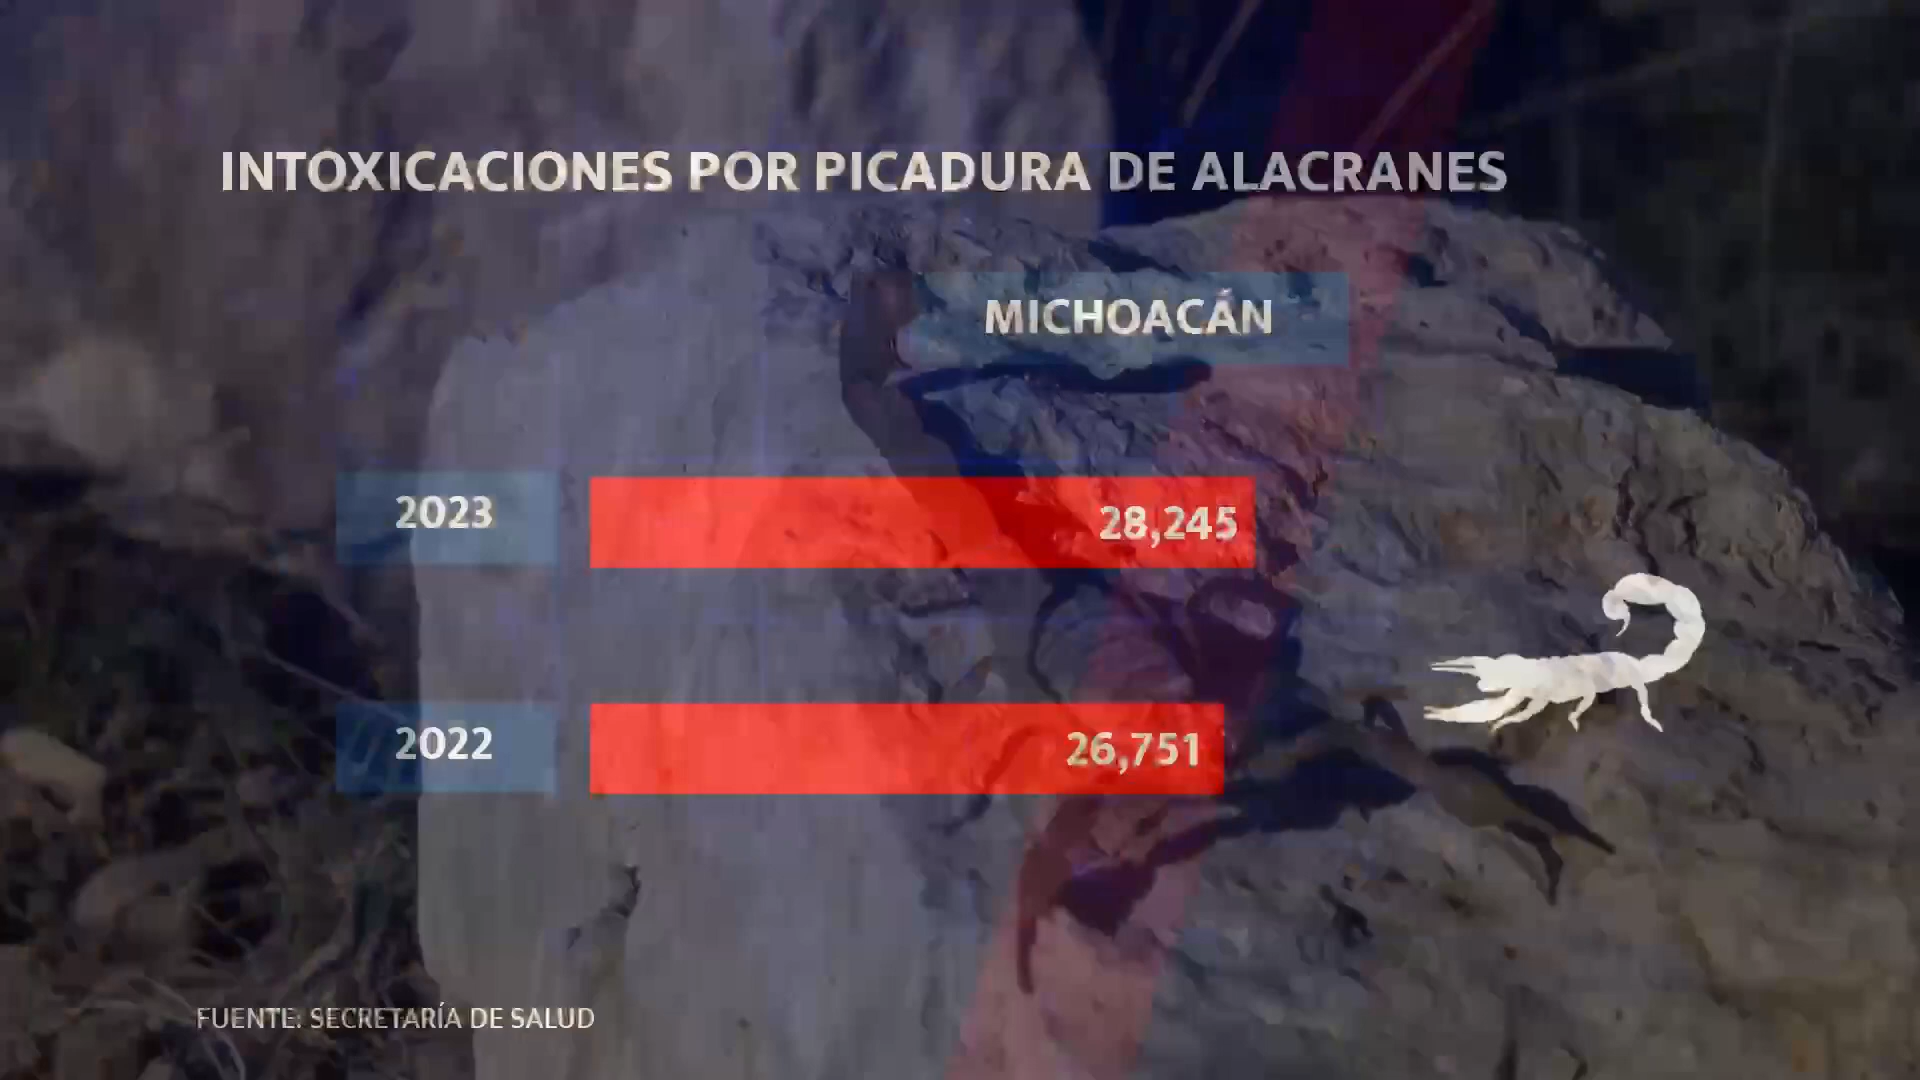 INTOXICACIONES POR PICADURA DE ALACRANES
MICHOACÁN
2023
28,245
2022
26,751
FUENTE: SECRETARÍA DE SALUD